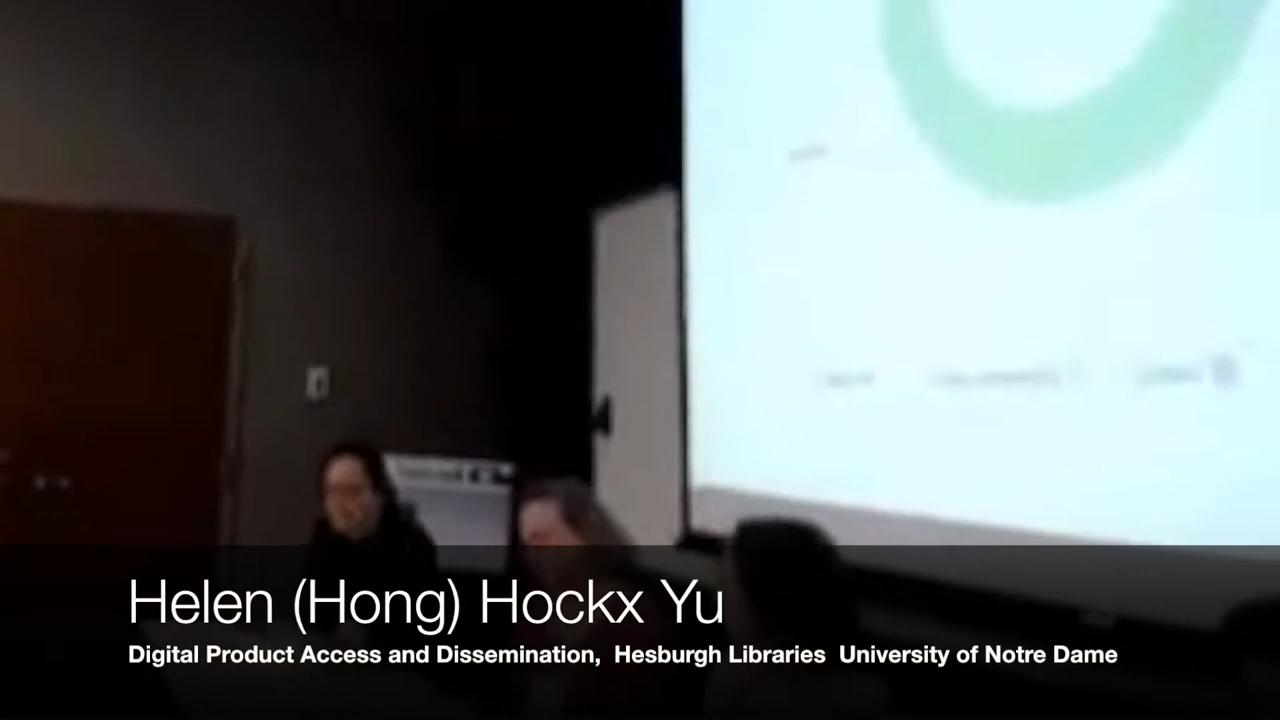 Helen (Hong) Hockx Yu
Digital Product Access and Dissemination, Hesburgh Libraries University of Notre Dame